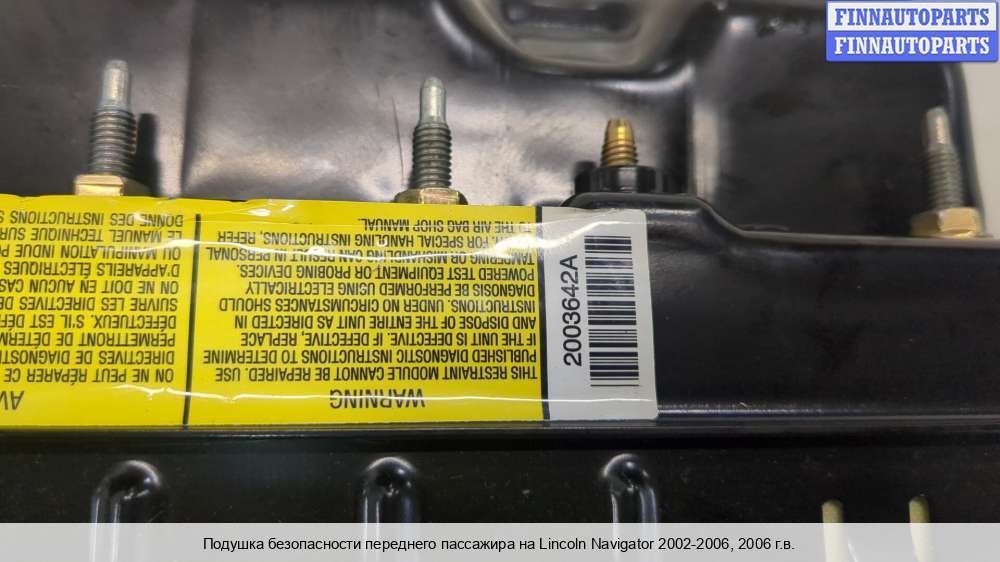 FINNAUTOPARTS
FINNAUTOPARTS
WARNING
THIS RESTRAINT MODULE CANNOT BE REPAIRED. USE
PUBLISHED DIAGNOSTIC INSTRUCTIONS TO DETERMINE
IF THE UNIT IS DEFECTIVE. IF DEFECTIVE, REPLACE
AND DISPOSE OF THE ENTIRE UNIT AS DIRECTED IN
INSTRUCTIONS. UNDER NO CIRCUMSTANCES SHOULD
DIAGNOSIS BE PERFORMED USING ELECTRICALLY
POWERED TEST EQUIPMENT OR PROBING DEVICES.
TAMPERING OR MISHANDLING CAN RESULT IN PERSONAL
FOR SPECIAL HANDLING INSTRUCTIONS, REFER
TO THE AIR BAG SHOP MANUAL.
AV
ON NE PEUT RÉPARER CE
DIRECTIVES DE DIAGNOSTI
PERMETTRONT DE DÉTERM
DÉFECTUEUX. S'IL EST DÉF
SUIVRE LES DIRECTIVES DE
ON NE DOIT EN AUCUN CAS
D'APPAREILS ÉLECTRIQUES
OU MANIPULATION INDUE P
LE MANUEL TECHNIQUE SUR
DONNE DES INSTRUCTIONS S
2003642A
Подушка безопасности переднего пассажира на Lincoln Navigator 2002-2006, 2006 г.в.